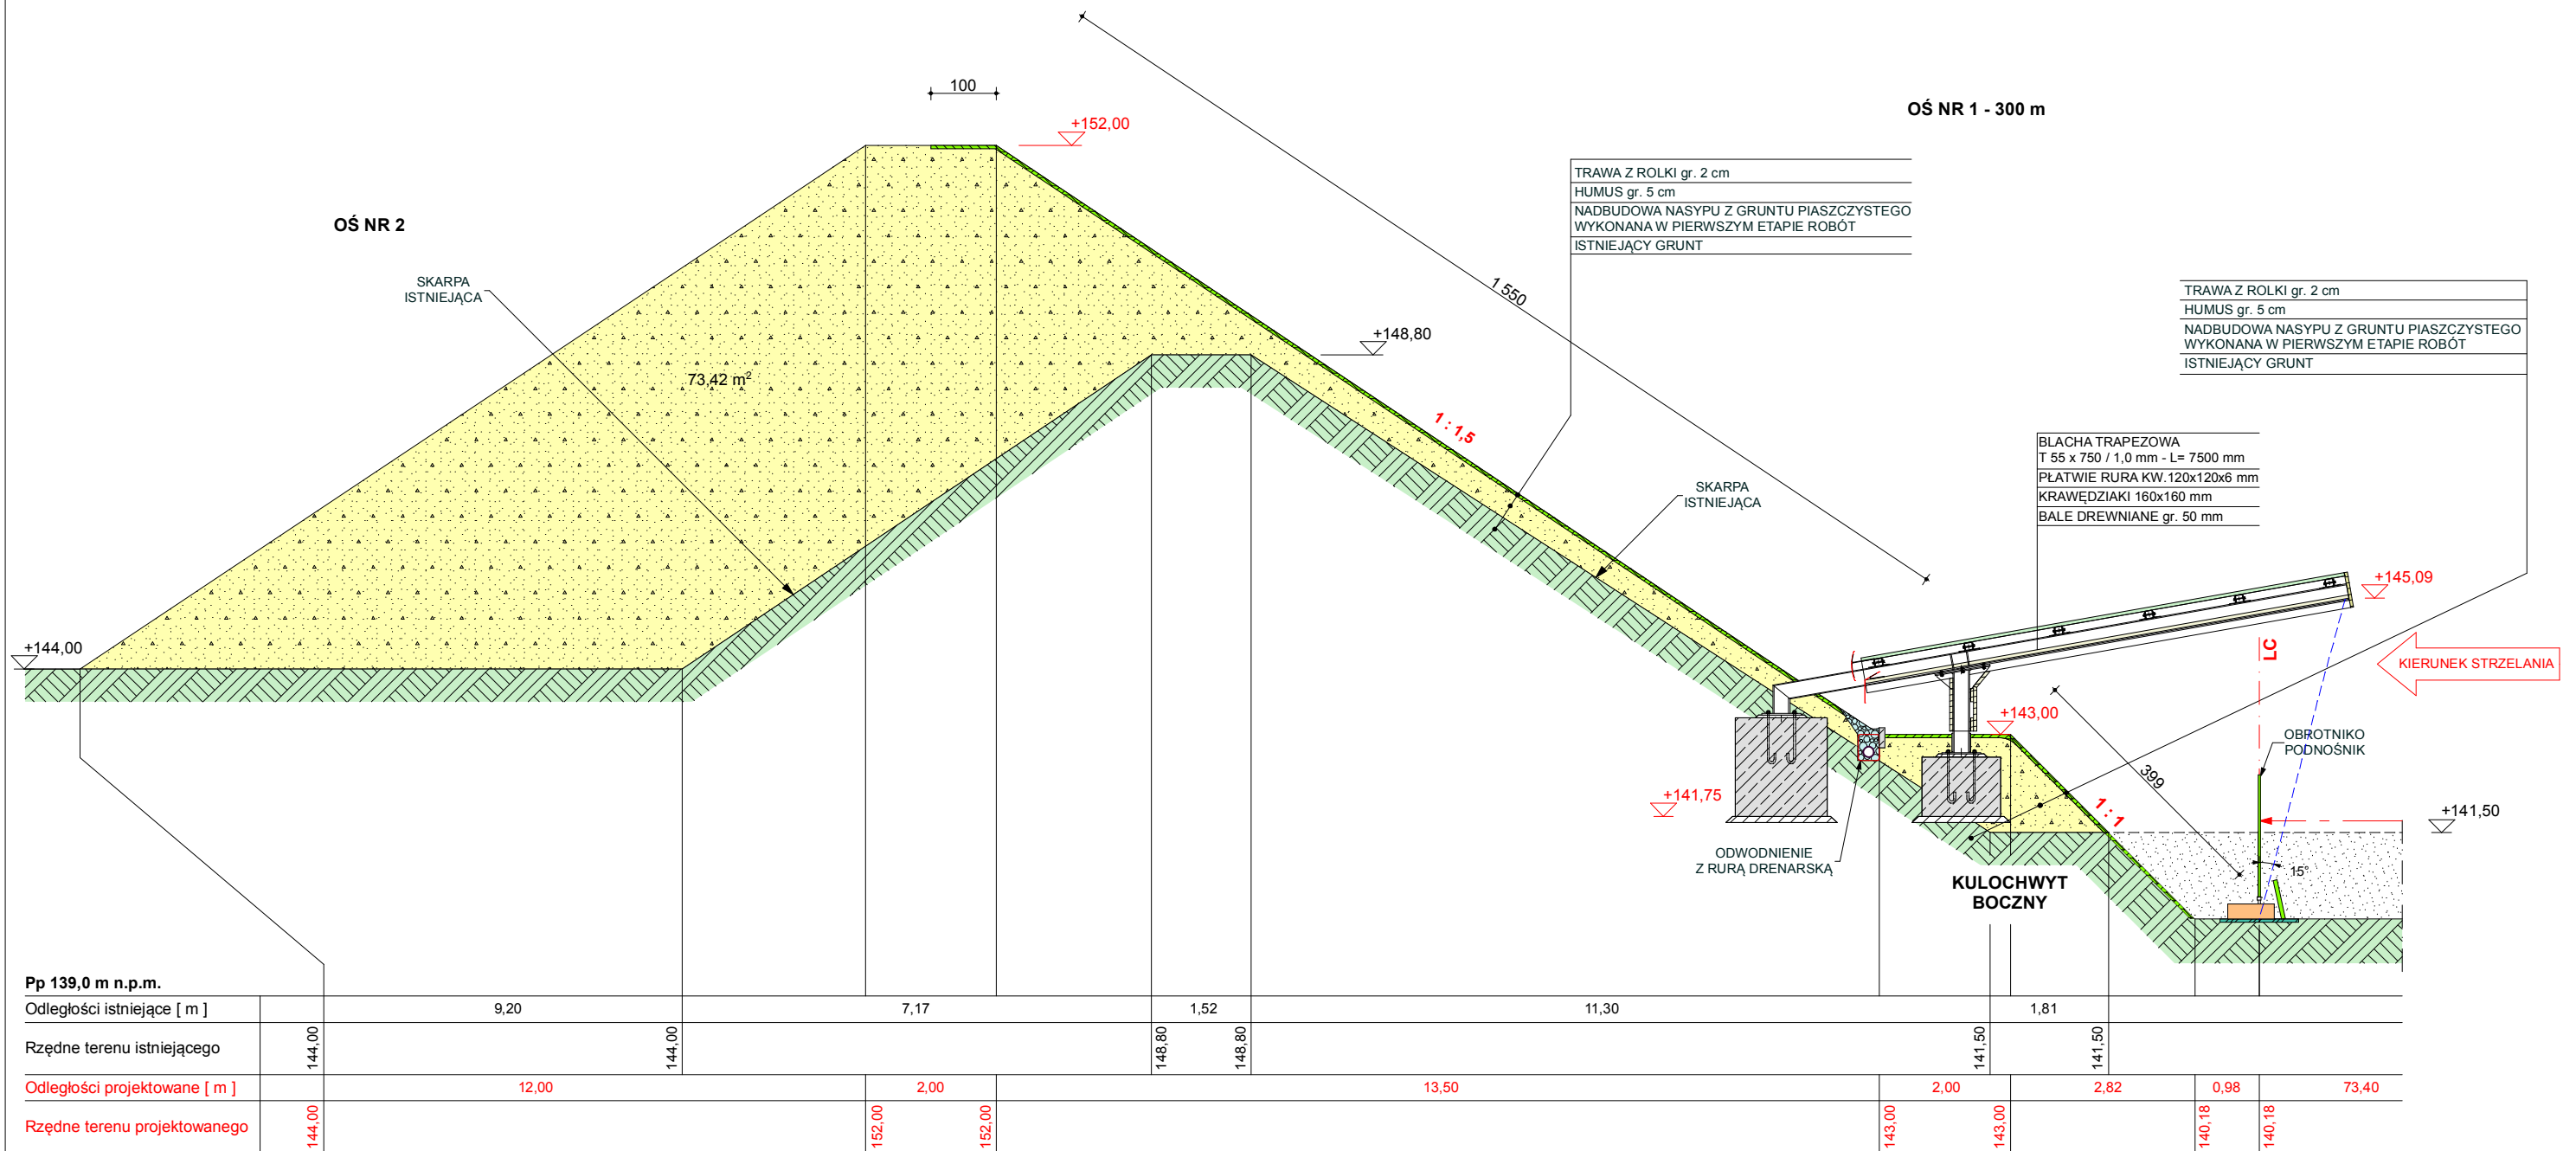 100
+152,00
OŚ NR 1 - 300 m
OŚ NR 2
TRAWA Z ROLKI gr. 2 cm
HUMUS gr. 5 cm
NADBUDOWA NASYPU Z GRUNTU PIASZCZYSTEGO
WYKONANA W PIERWSZYM ETAPIE ROBÓT
ISTNIEJĄCY GRUNT
SKARPA
ISTNIEJĄCA
1 550
TRAWA Z ROLKI gr. 2 cm
HUMUS gr. 5 cm
NADBUDOWA NASYPU Z GRUNTU PIASZCZYSTEGO
WYKONANA W PIERWSZYM ETAPIE ROBÓT
ISTNIEJĄCY GRUNT
+148,80
73,42 m²
1 : 1,5
BLACHA TRAPEZOWA
T 55 x 750 / 1,0 mm - L= 7500 mm
PŁATWIE RURA KW.120x120x6 mm
KRAWĘDZIAKI 160x160 mm
BALE DREWNIANE gr. 50 mm
SKARPA
ISTNIEJĄCA
+145,09
+144,00
LC
KIERUNEK STRZELANIA
+143,00
OBROTNIKO
PODNOŚNIK
399
+141,75
1 : 1
+141,50
ODWODNIENIE
Z RURĄ DRENARSKĄ
15°
KULOCHWYT
BOCZNY
Pp 139,0 m n.p.m.
Odległości istniejące [ m ] 9,20 7,17 1,52 11,30 1,81
Rzędne terenu istniejącego 144,00 144,00 148,80 148,80 141,50 141,50
Odległości projektowane [ m ] 12,00 2,00 13,50 2,00 2,82 0,98 73,40
Rzędne terenu projektowanego 144,00 152,00 152,00 143,00 143,00 140,18 140,18